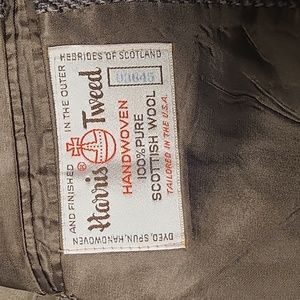 DYED, SPUN, HANDWOVEN
AND FINISHED IN THE OUTER
HEBRIDES OF SCOTLAND
Harris Tweed
®
HANDWOVEN
100% PURE
SCOTTISH WOOL
TAILORED IN THE U.S.A.